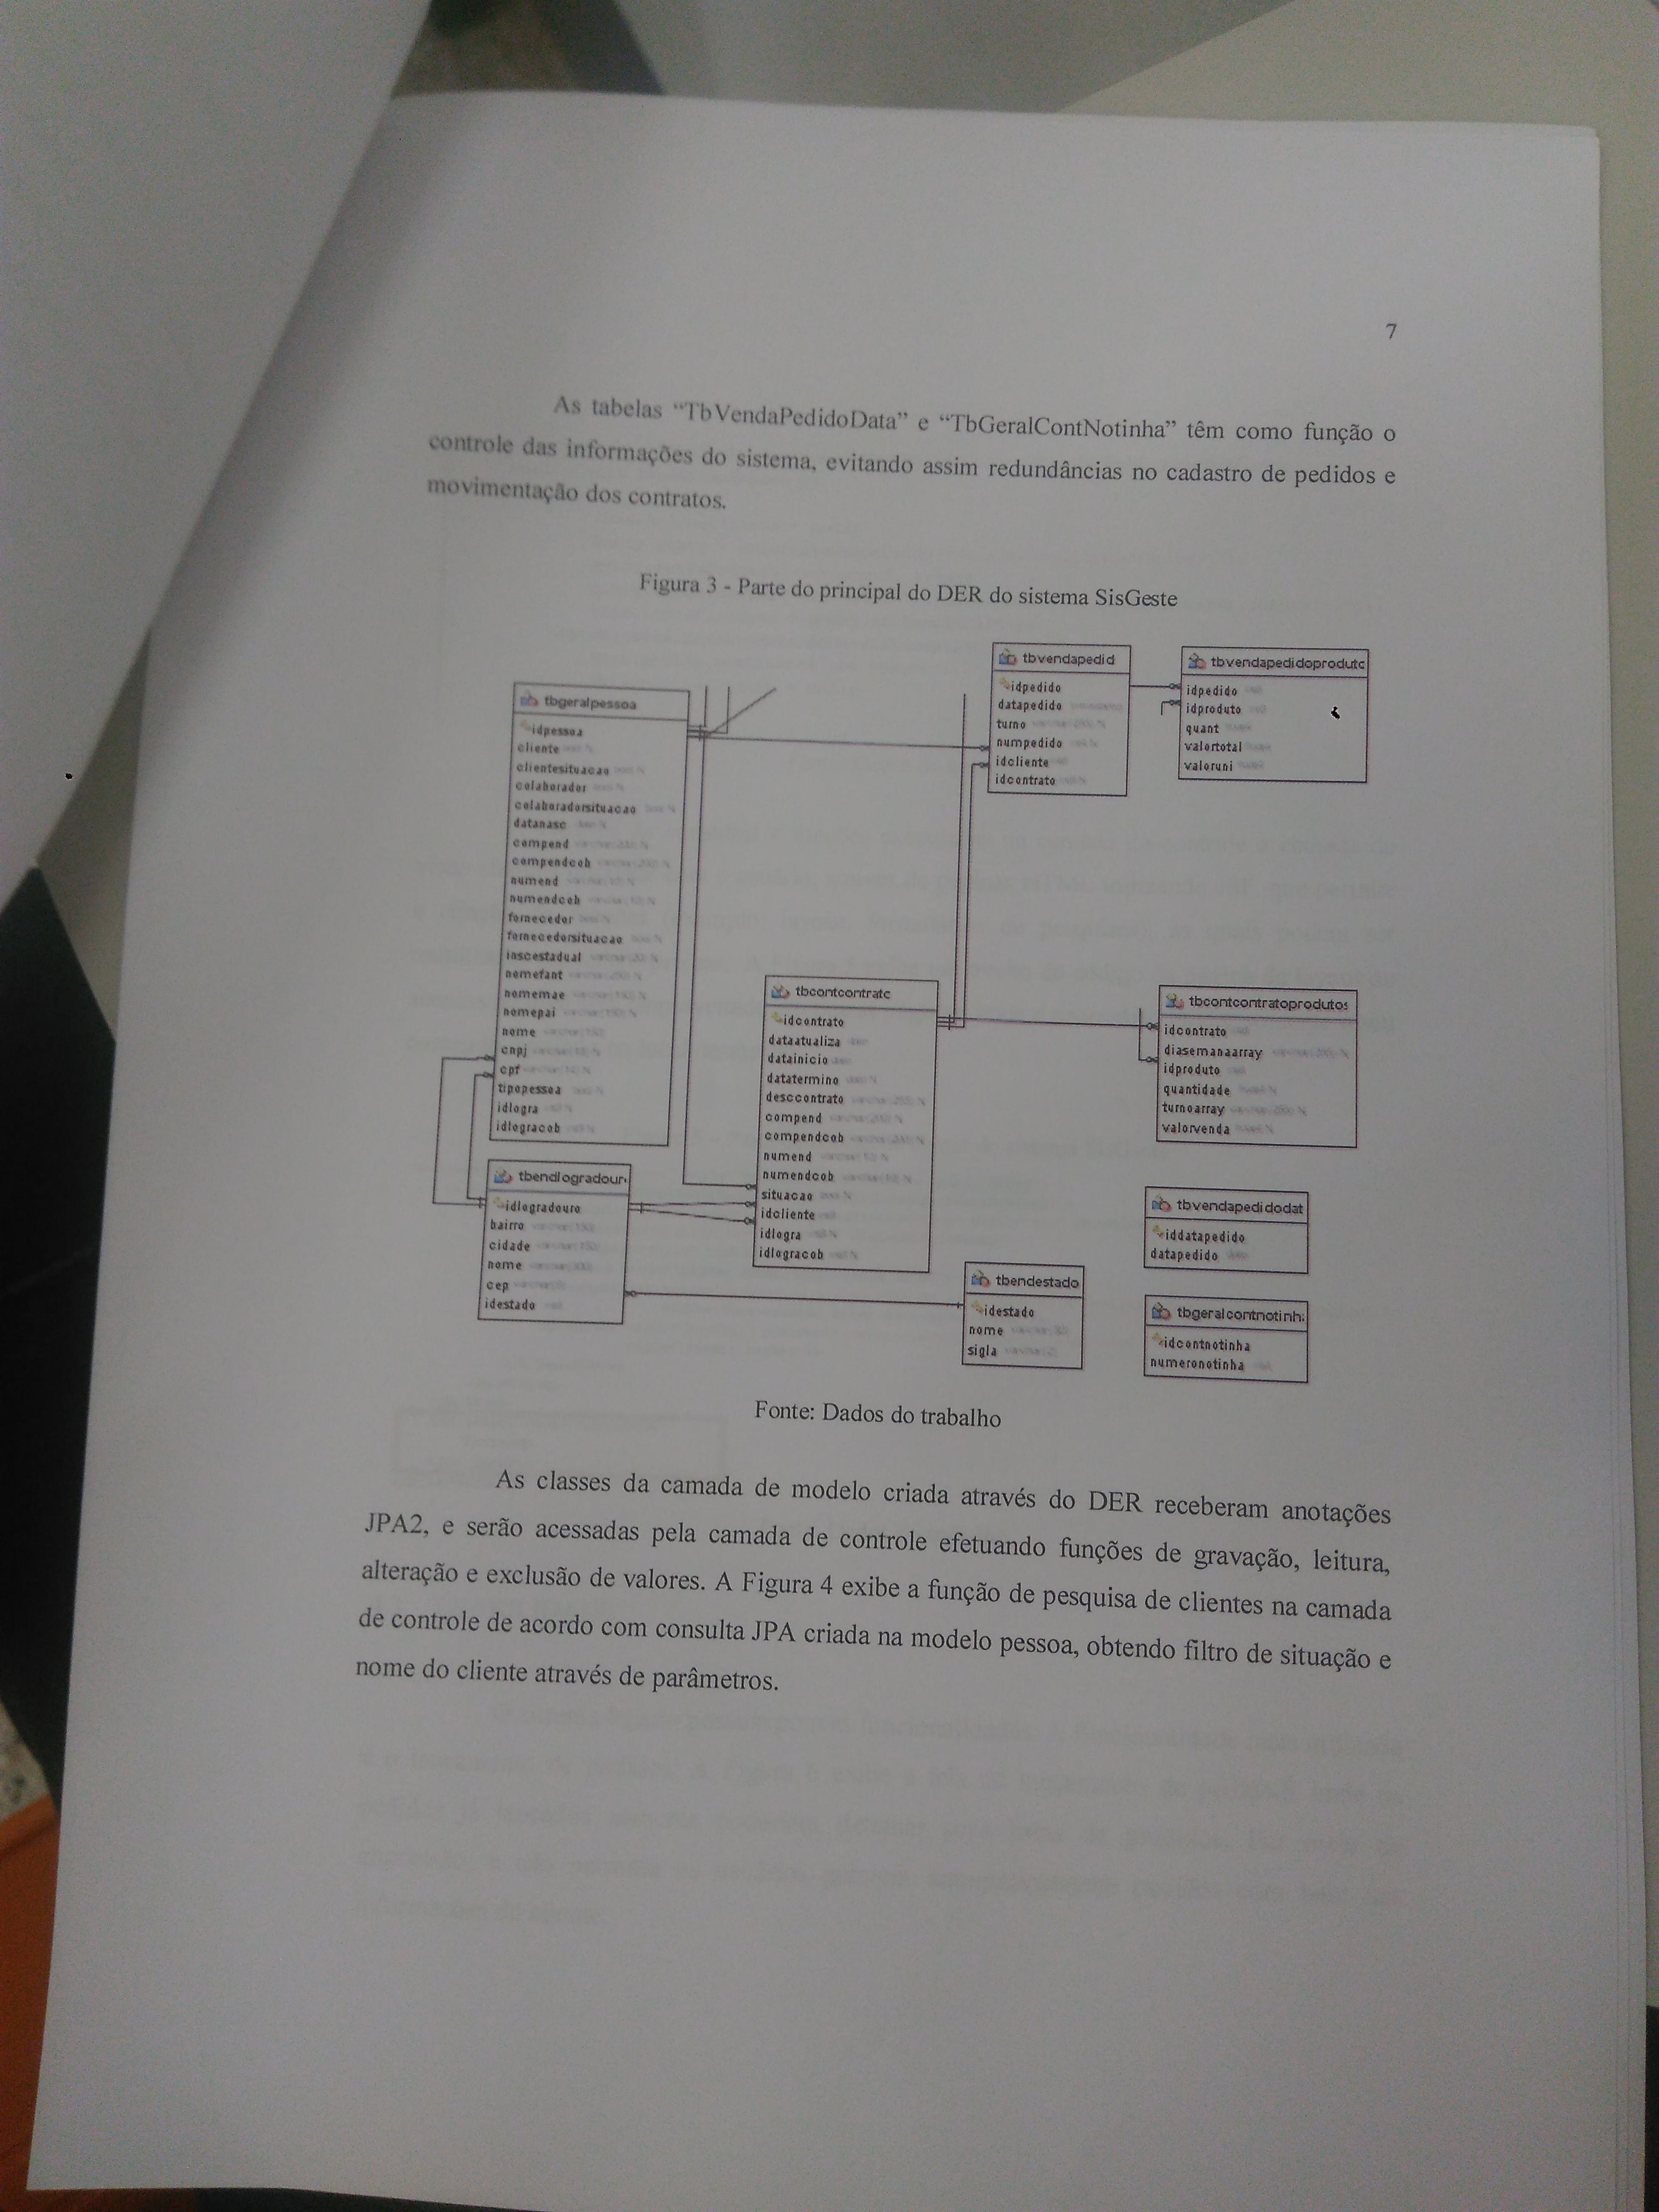 7
As tabelas “TbVendaPedidoData” e “TbGeralContNotinha” têm como função o
controle das informações do sistema, evitando assim redundâncias no cadastro de pedidos e
movimentação dos contratos.
Figura 3 - Parte do principal do DER do sistema SisGeste
tbgeralpessoa
idpessoa
cliente
clientesituacao
colaborador
colaboradorsituacao
datanasc
compend
compendcob
numend
numendcob
fornecedor
fornecedorsituacao
inscestadual
nomefant
nomemae
nomepai
nome
cnpj
cpf
tipopessoa
idlogra
idlogracob
tbvendapedid
idpedido
datapedido
turno
numpedido
idcliente
idcontrato
tbvendapedidoproduto
idpedido
idproduto
quant
valortotal
valoruni
tbcontcontrato
idcontrato
dataatualiza
datainicio
datatermino
desccontrato
compend
compendcob
numend
numendcob
situacao
idcliente
idlogra
idlogracob
tbcontcontratoprodutos
idcontrato
diasemanaarray
idproduto
quantidade
turnoarray
valorvenda
tbendlogradour
idlogradouro
bairro
cidade
nome
cep
idestado
tbendestado
idestado
nome
sigla
tbvendapedidodat
iddatapedido
datapedido
tbgeralcontnotinh
idcontnotinha
numeronotinha
Fonte: Dados do trabalho
As classes da camada de modelo criada através do DER receberam anotações
JPA2, e serão acessadas pela camada de controle efetuando funções de gravação, leitura,
alteração e exclusão de valores. A Figura 4 exibe a função de pesquisa de clientes na camada
de controle de acordo com consulta JPA criada na modelo pessoa, obtendo filtro de situação e
nome do cliente através de parâmetros.